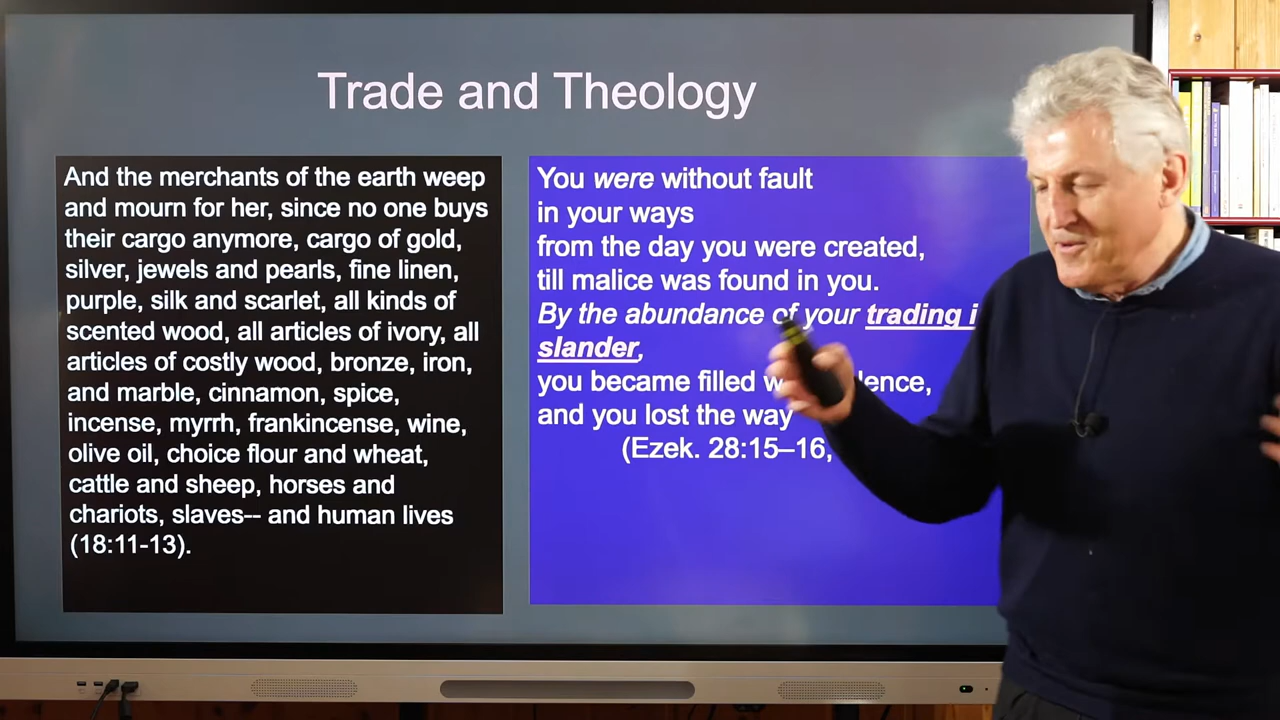 Trade and Theology
And the merchants of the earth weep
and mourn for her, since no one buys
their cargo anymore, cargo of gold,
silver, jewels and pearls, fine linen,
purple, silk and scarlet, all kinds of
scented wood, all articles of ivory, all
articles of costly wood, bronze, iron,
and marble, cinnamon, spice,
incense, myrrh, frankincense, wine,
olive oil, choice flour and wheat,
cattle and sheep, horses and
chariots, slaves-- and human lives
(18:11-13).
You were without fault
in your ways
from the day you were created,
till malice was found in you.
By the abundance of your trading
slander,
you became filled
and you lost the way
(Ezek. 28:15–16,